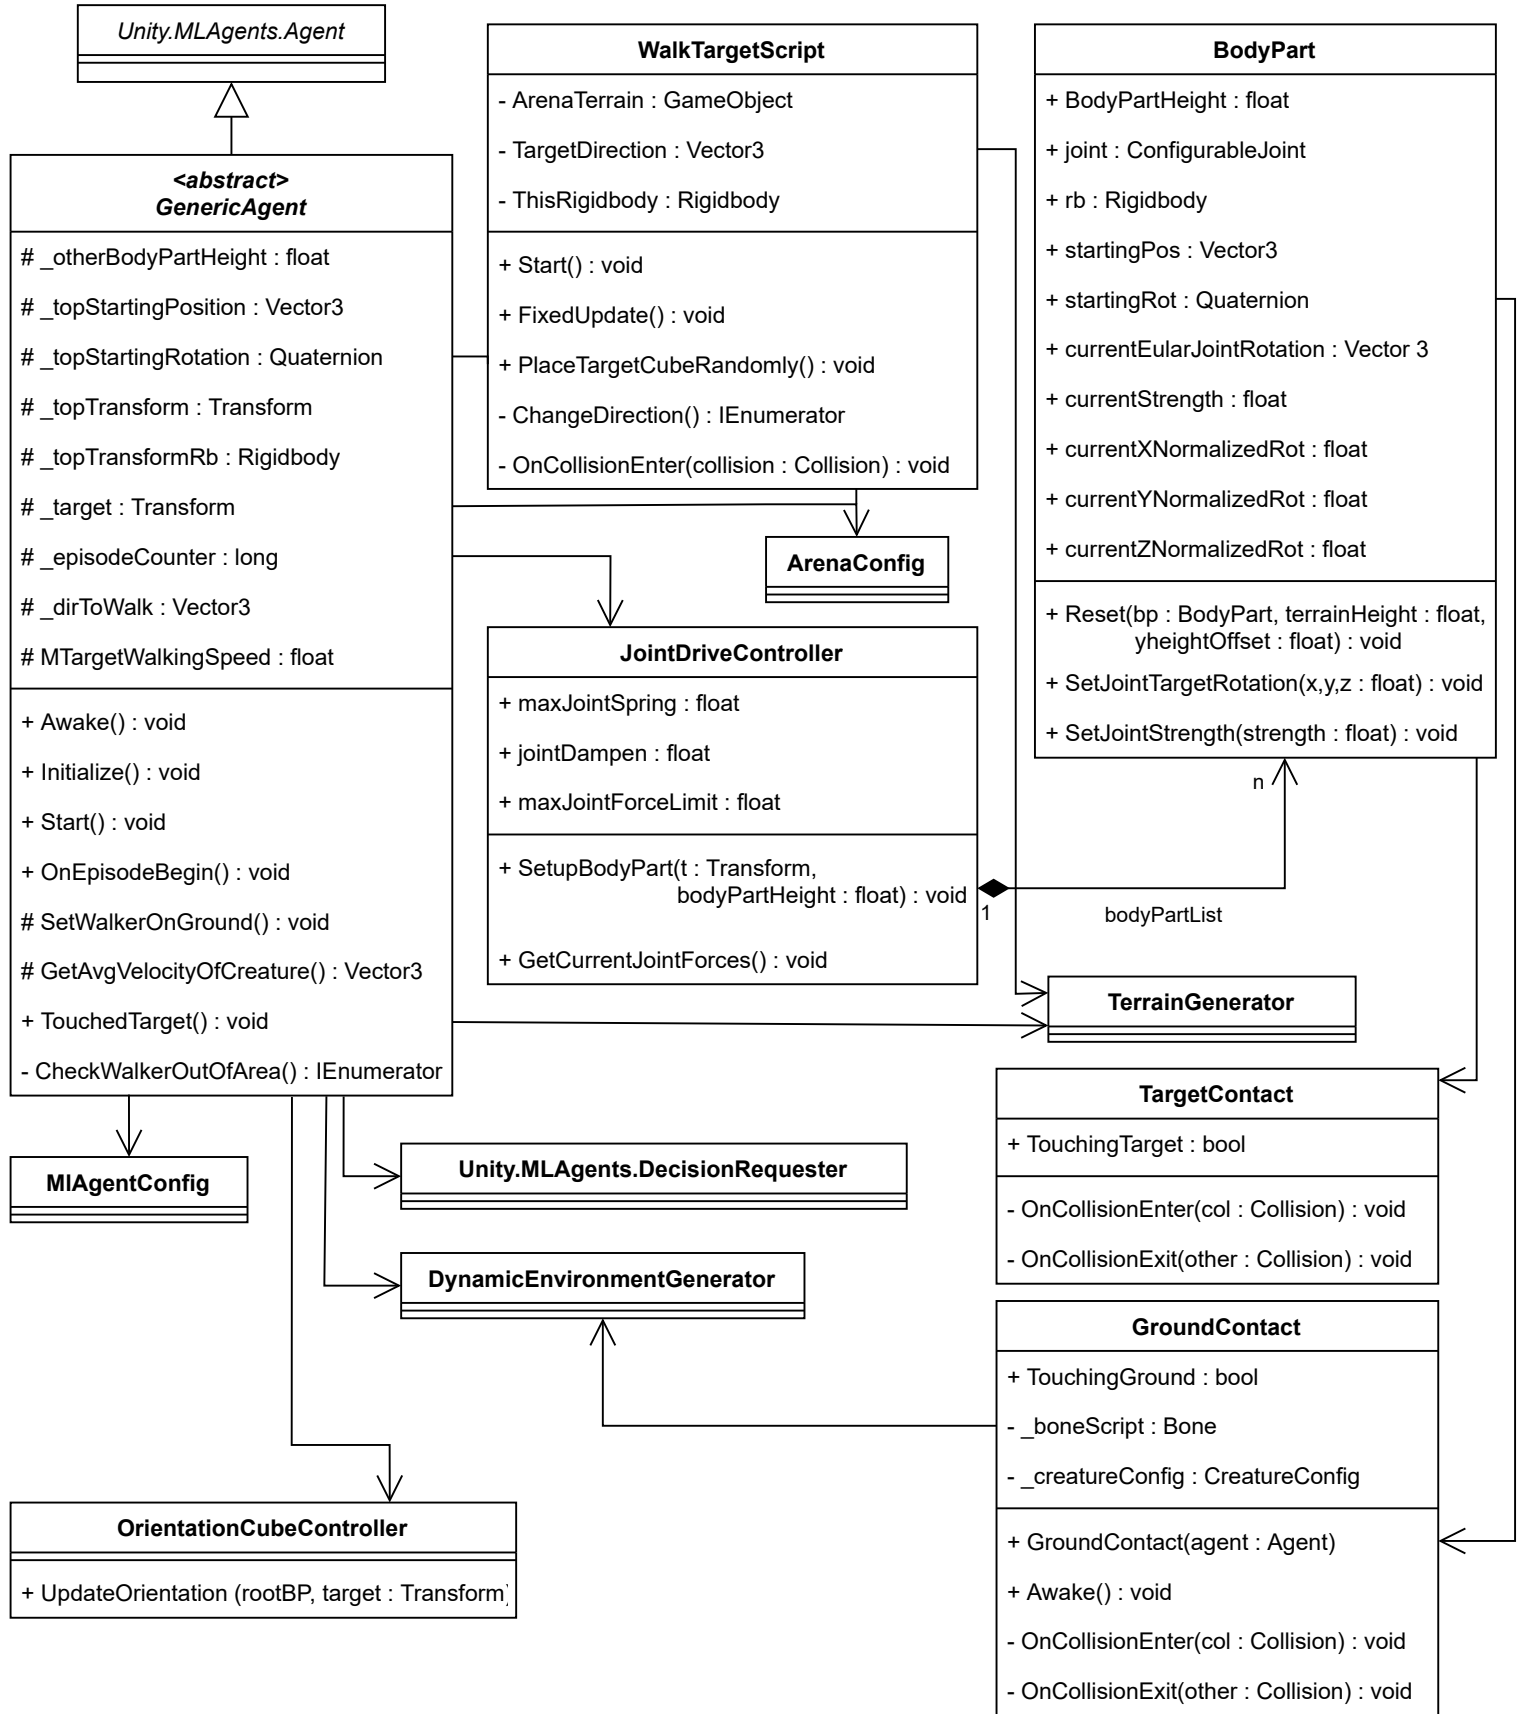 Unity.MLAgents.Agent
<abstract>
GenericAgent
# _otherBodyPartHeight : float
# _topStartingPosition : Vector3
# _topStartingRotation : Quaternion
# _topTransform : Transform
# _topTransformRb : Rigidbody
# _target : Transform
# _episodeCounter : long
# _dirToWalk : Vector3
# MTargetWalkingSpeed : float
+ Awake() : void
+ Initialize() : void
+ Start() : void
+ OnEpisodeBegin() : void
# SetWalkerOnGround() : void
# GetAvgVelocityOfCreature() : Vector3
+ TouchedTarget() : void
- CheckWalkerOutOfArea() : IEnumerator
WalkTargetScript
- ArenaTerrain : GameObject
- TargetDirection : Vector3
- ThisRigidbody : Rigidbody
+ Start() : void
+ FixedUpdate() : void
+ PlaceTargetCubeRandomly() : void
- ChangeDirection() : IEnumerator
- OnCollisionEnter(collision : Collision) : void
ArenaConfig
JointDriveController
+ maxJointSpring : float
+ jointDampen : float
+ maxJointForceLimit : float
+ SetupBodyPart(t : Transform,
bodyPartHeight : float) : void
+ GetCurrentJointForces() : void
BodyPart
+ BodyPartHeight : float
+ joint : ConfigurableJoint
+ rb : Rigidbody
+ startingPos : Vector3
+ startingRot : Quaternion
+ currentEularJointRotation : Vector 3
+ currentStrength : float
+ currentXNormalizedRot : float
+ currentYNormalizedRot : float
+ currentZNormalizedRot : float
+ Reset(bp : BodyPart, terrainHeight : float,
yheightOffset : float) : void
+ SetJointTargetRotation(x,y,z : float) : void
+ SetJointStrength(strength : float) : void
n
1
bodyPartList
TerrainGenerator
TargetContact
+ TouchingTarget : bool
- OnCollisionEnter(col : Collision) : void
- OnCollisionExit(other : Collision) : void
MlAgentConfig
Unity.MLAgents.DecisionRequester
DynamicEnvironmentGenerator
GroundContact
+ TouchingGround : bool
- _boneScript : Bone
- _creatureConfig : CreatureConfig
+ GroundContact(agent : Agent)
+ Awake() : void
- OnCollisionEnter(col : Collision) : void
- OnCollisionExit(other : Collision) : void
OrientationCubeController
+ UpdateOrientation (rootBP, target : Transform)